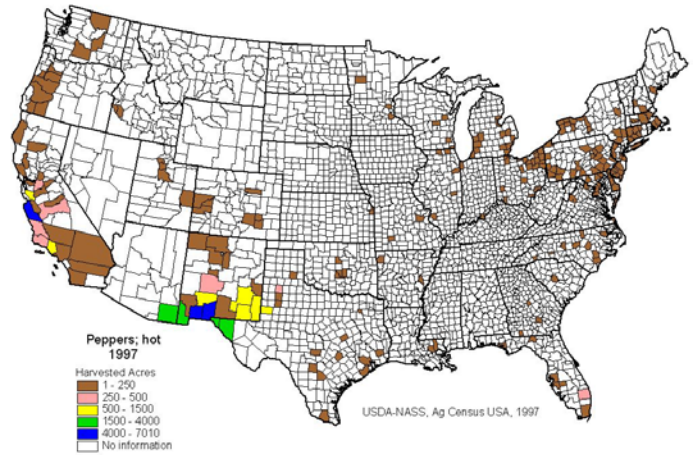 Peppers; hot
1997
Harvested Acres
1 - 250
250 - 500
500 - 1500
1500 - 4000
4000 - 7010
No information
USDA-NASS, Ag Census USA, 1997